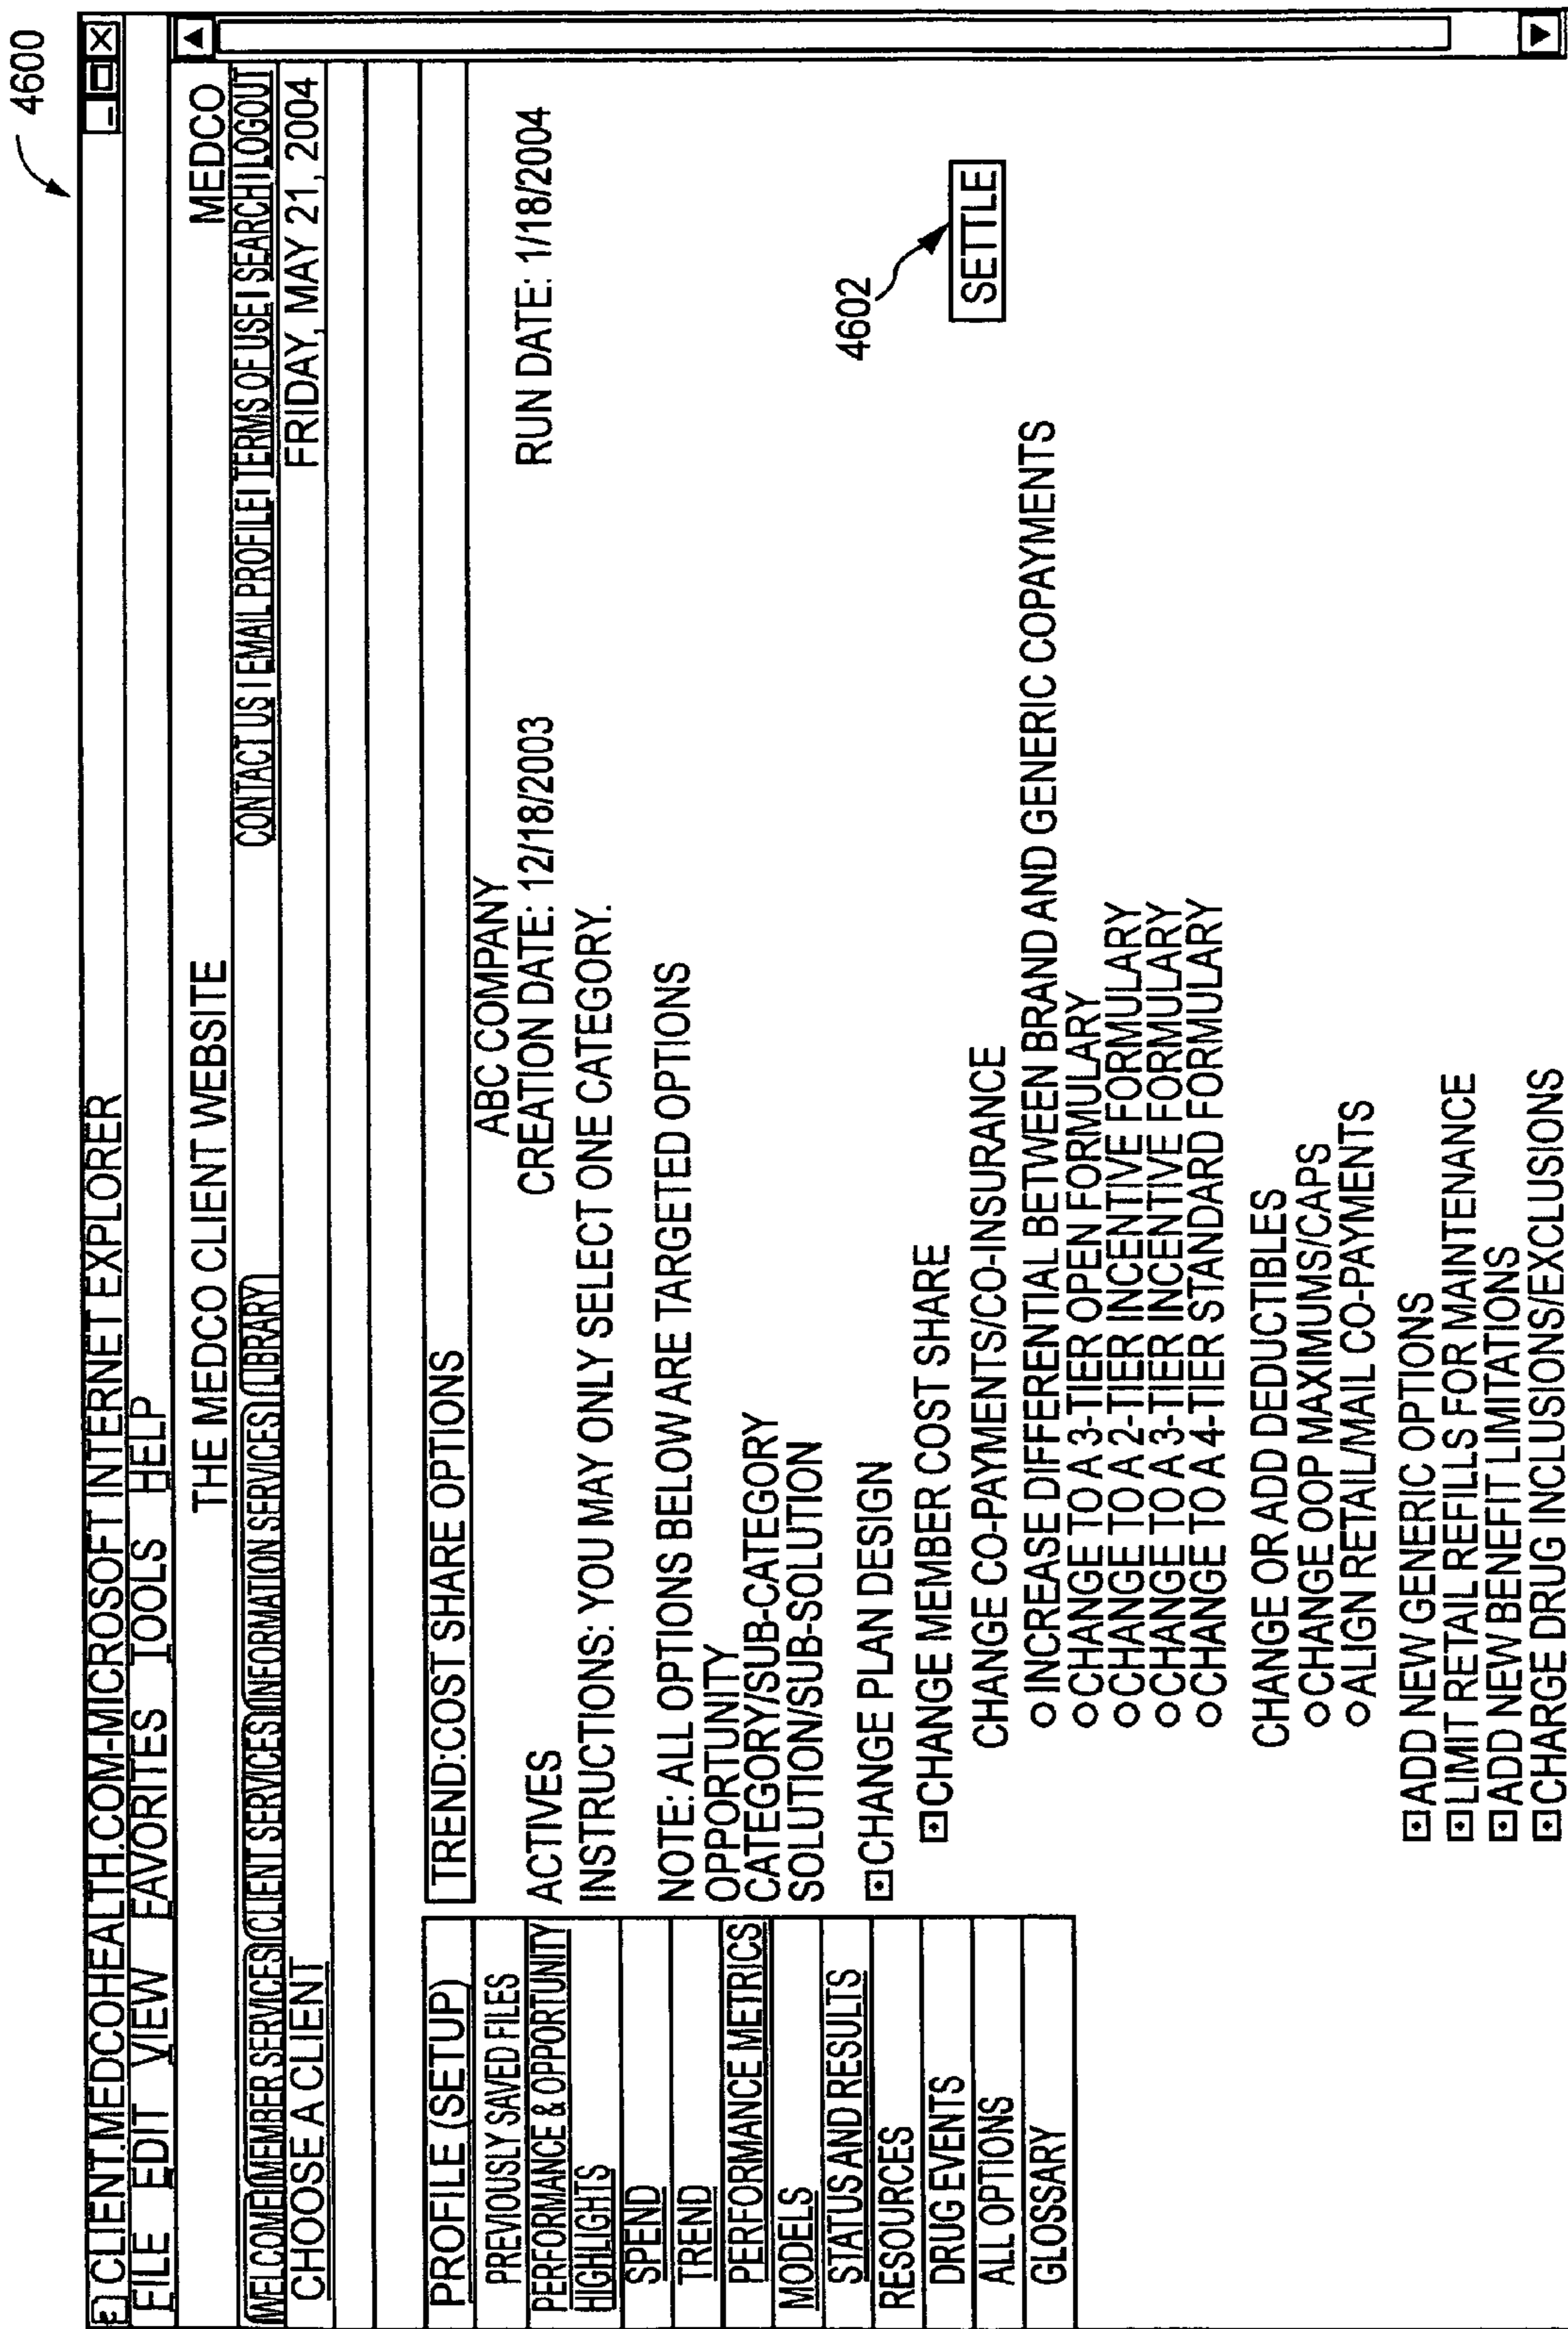 4600
CLIENT.MEDCOHEALTH.COM-MICROSOFT INTERNET EXPLORER
FILE EDIT VIEW FAVORITES TOOLS HELP
THE MEDCO CLIENT WEBSITE MEDCO
WELCOME MEMBER SERVICES CLIENT SERVICES INFORMATION SERVICES LIBRARY CONTACT US | EMAIL PROFILE | TERMS OF USE | SEARCH | LOGOUT
CHOOSE A CLIENT FRIDAY, MAY 21, 2004
PROFILE (SETUP)
PREVIOUSLY SAVED FILES
PERFORMANCE & OPPORTUNITY
HIGHLIGHTS
SPEND
TREND
PERFORMANCE METRICS
MODELS
STATUS AND RESULTS
RESOURCES
DRUG EVENTS
ALL OPTIONS
GLOSSARY
TREND:COST SHARE OPTIONS
ABC COMPANY
ACTIVES CREATION DATE: 12/18/2003 RUN DATE: 1/18/2004
INSTRUCTIONS: YOU MAY ONLY SELECT ONE CATEGORY.
NOTE: ALL OPTIONS BELOW ARE TARGETED OPTIONS
OPPORTUNITY
CATEGORY/SUB-CATEGORY
SOLUTION/SUB-SOLUTION
CHANGE PLAN DESIGN
4602
CHANGE MEMBER COST SHARE
SETTLE
CHANGE CO-PAYMENTS/CO-INSURANCE
INCREASE DIFFERENTIAL BETWEEN BRAND AND GENERIC COPAYMENTS
CHANGE TO A 3-TIER OPEN FORMULARY
CHANGE TO A 2-TIER INCENTIVE FORMULARY
CHANGE TO A 3-TIER INCENTIVE FORMULARY
CHANGE TO A 4-TIER STANDARD FORMULARY
CHANGE OR ADD DEDUCTIBLES
CHANGE OOP MAXIMUMS/CAPS
ALIGN RETAIL/MAIL CO-PAYMENTS
ADD NEW GENERIC OPTIONS
LIMIT RETAIL REFILLS FOR MAINTENANCE
ADD NEW BENEFIT LIMITATIONS
CHARGE DRUG INCLUSIONS/EXCLUSIONS